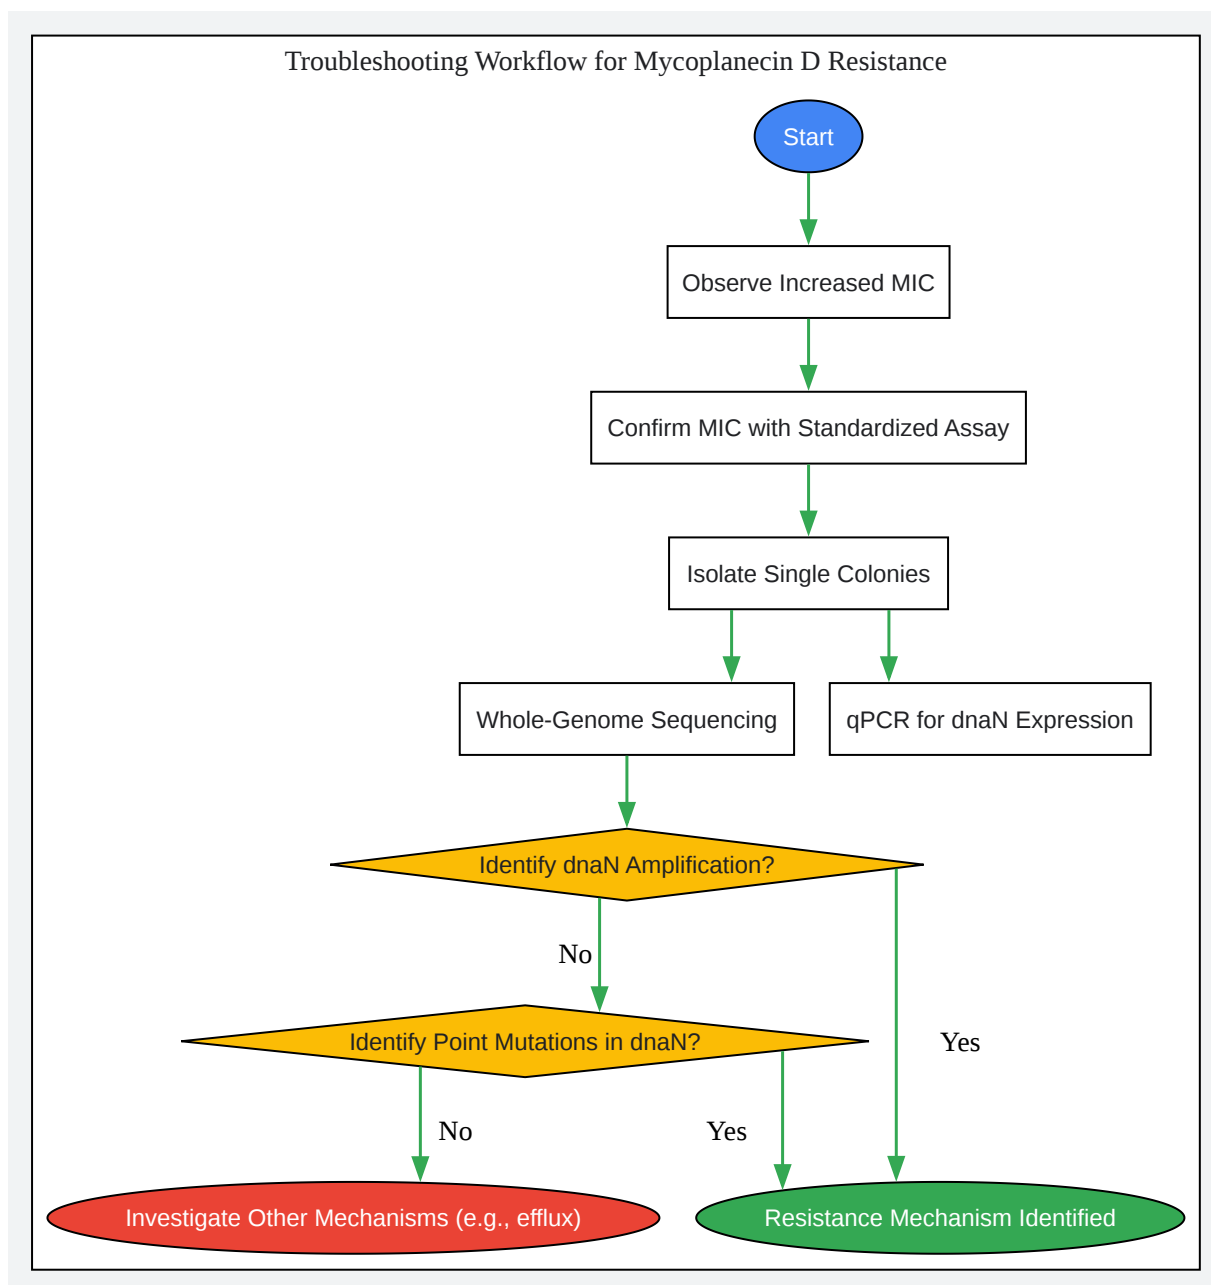 Troubleshooting Workflow for Mycoplanecin D Resistance
Start
Observe Increased MIC
Confirm MIC with Standardized Assay
Isolate Single Colonies
Whole-Genome Sequencing
qPCR for dnaN Expression
Identify dnaN Amplification?
No
Identify Point Mutations in dnaN?
Yes
No
Yes
Investigate Other Mechanisms (e.g., efflux)
Resistance Mechanism Identified